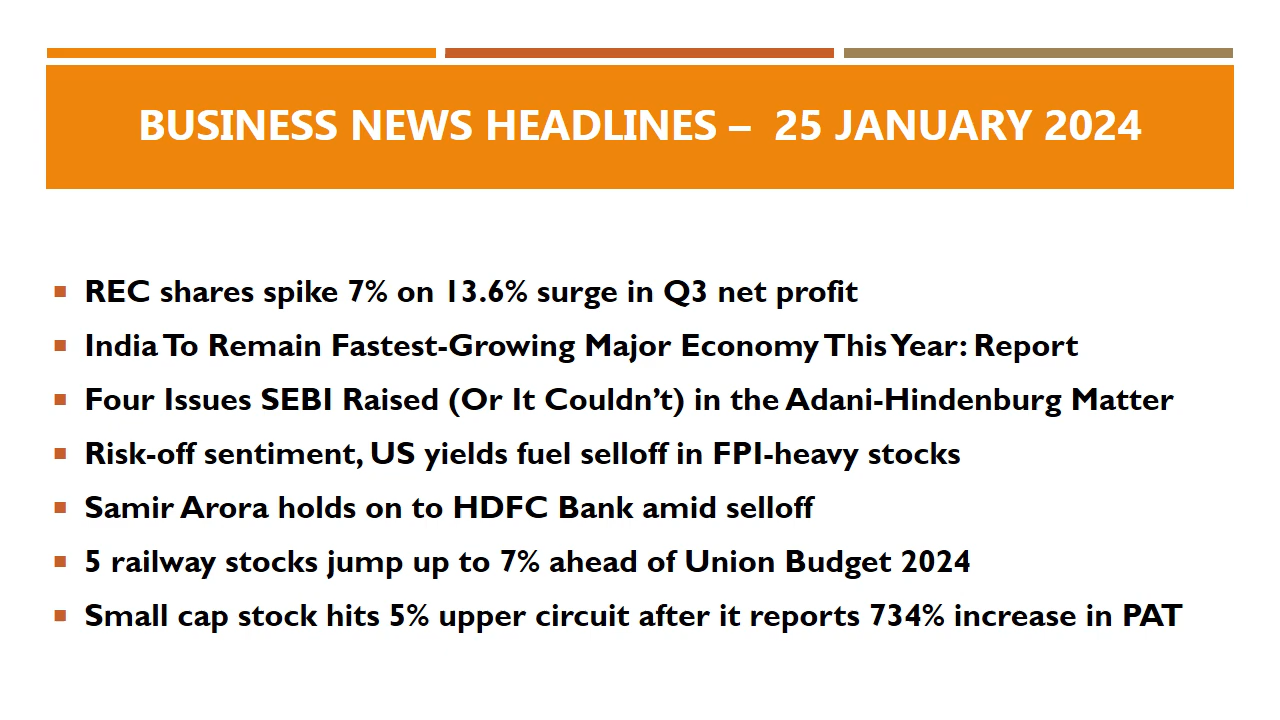 BUSINESS NEWS HEADLINES – 25 JANUARY 2024
REC shares spike 7% on 13.6% surge in Q3 net profit
India To Remain Fastest-Growing Major Economy This Year: Report
Four Issues SEBI Raised (Or It Couldn’t) in the Adani-Hindenburg Matter
Risk-off sentiment, US yields fuel selloff in FPI-heavy stocks
Samir Arora holds on to HDFC Bank amid selloff
5 railway stocks jump up to 7% ahead of Union Budget 2024
Small cap stock hits 5% upper circuit after it reports 734% increase in PAT